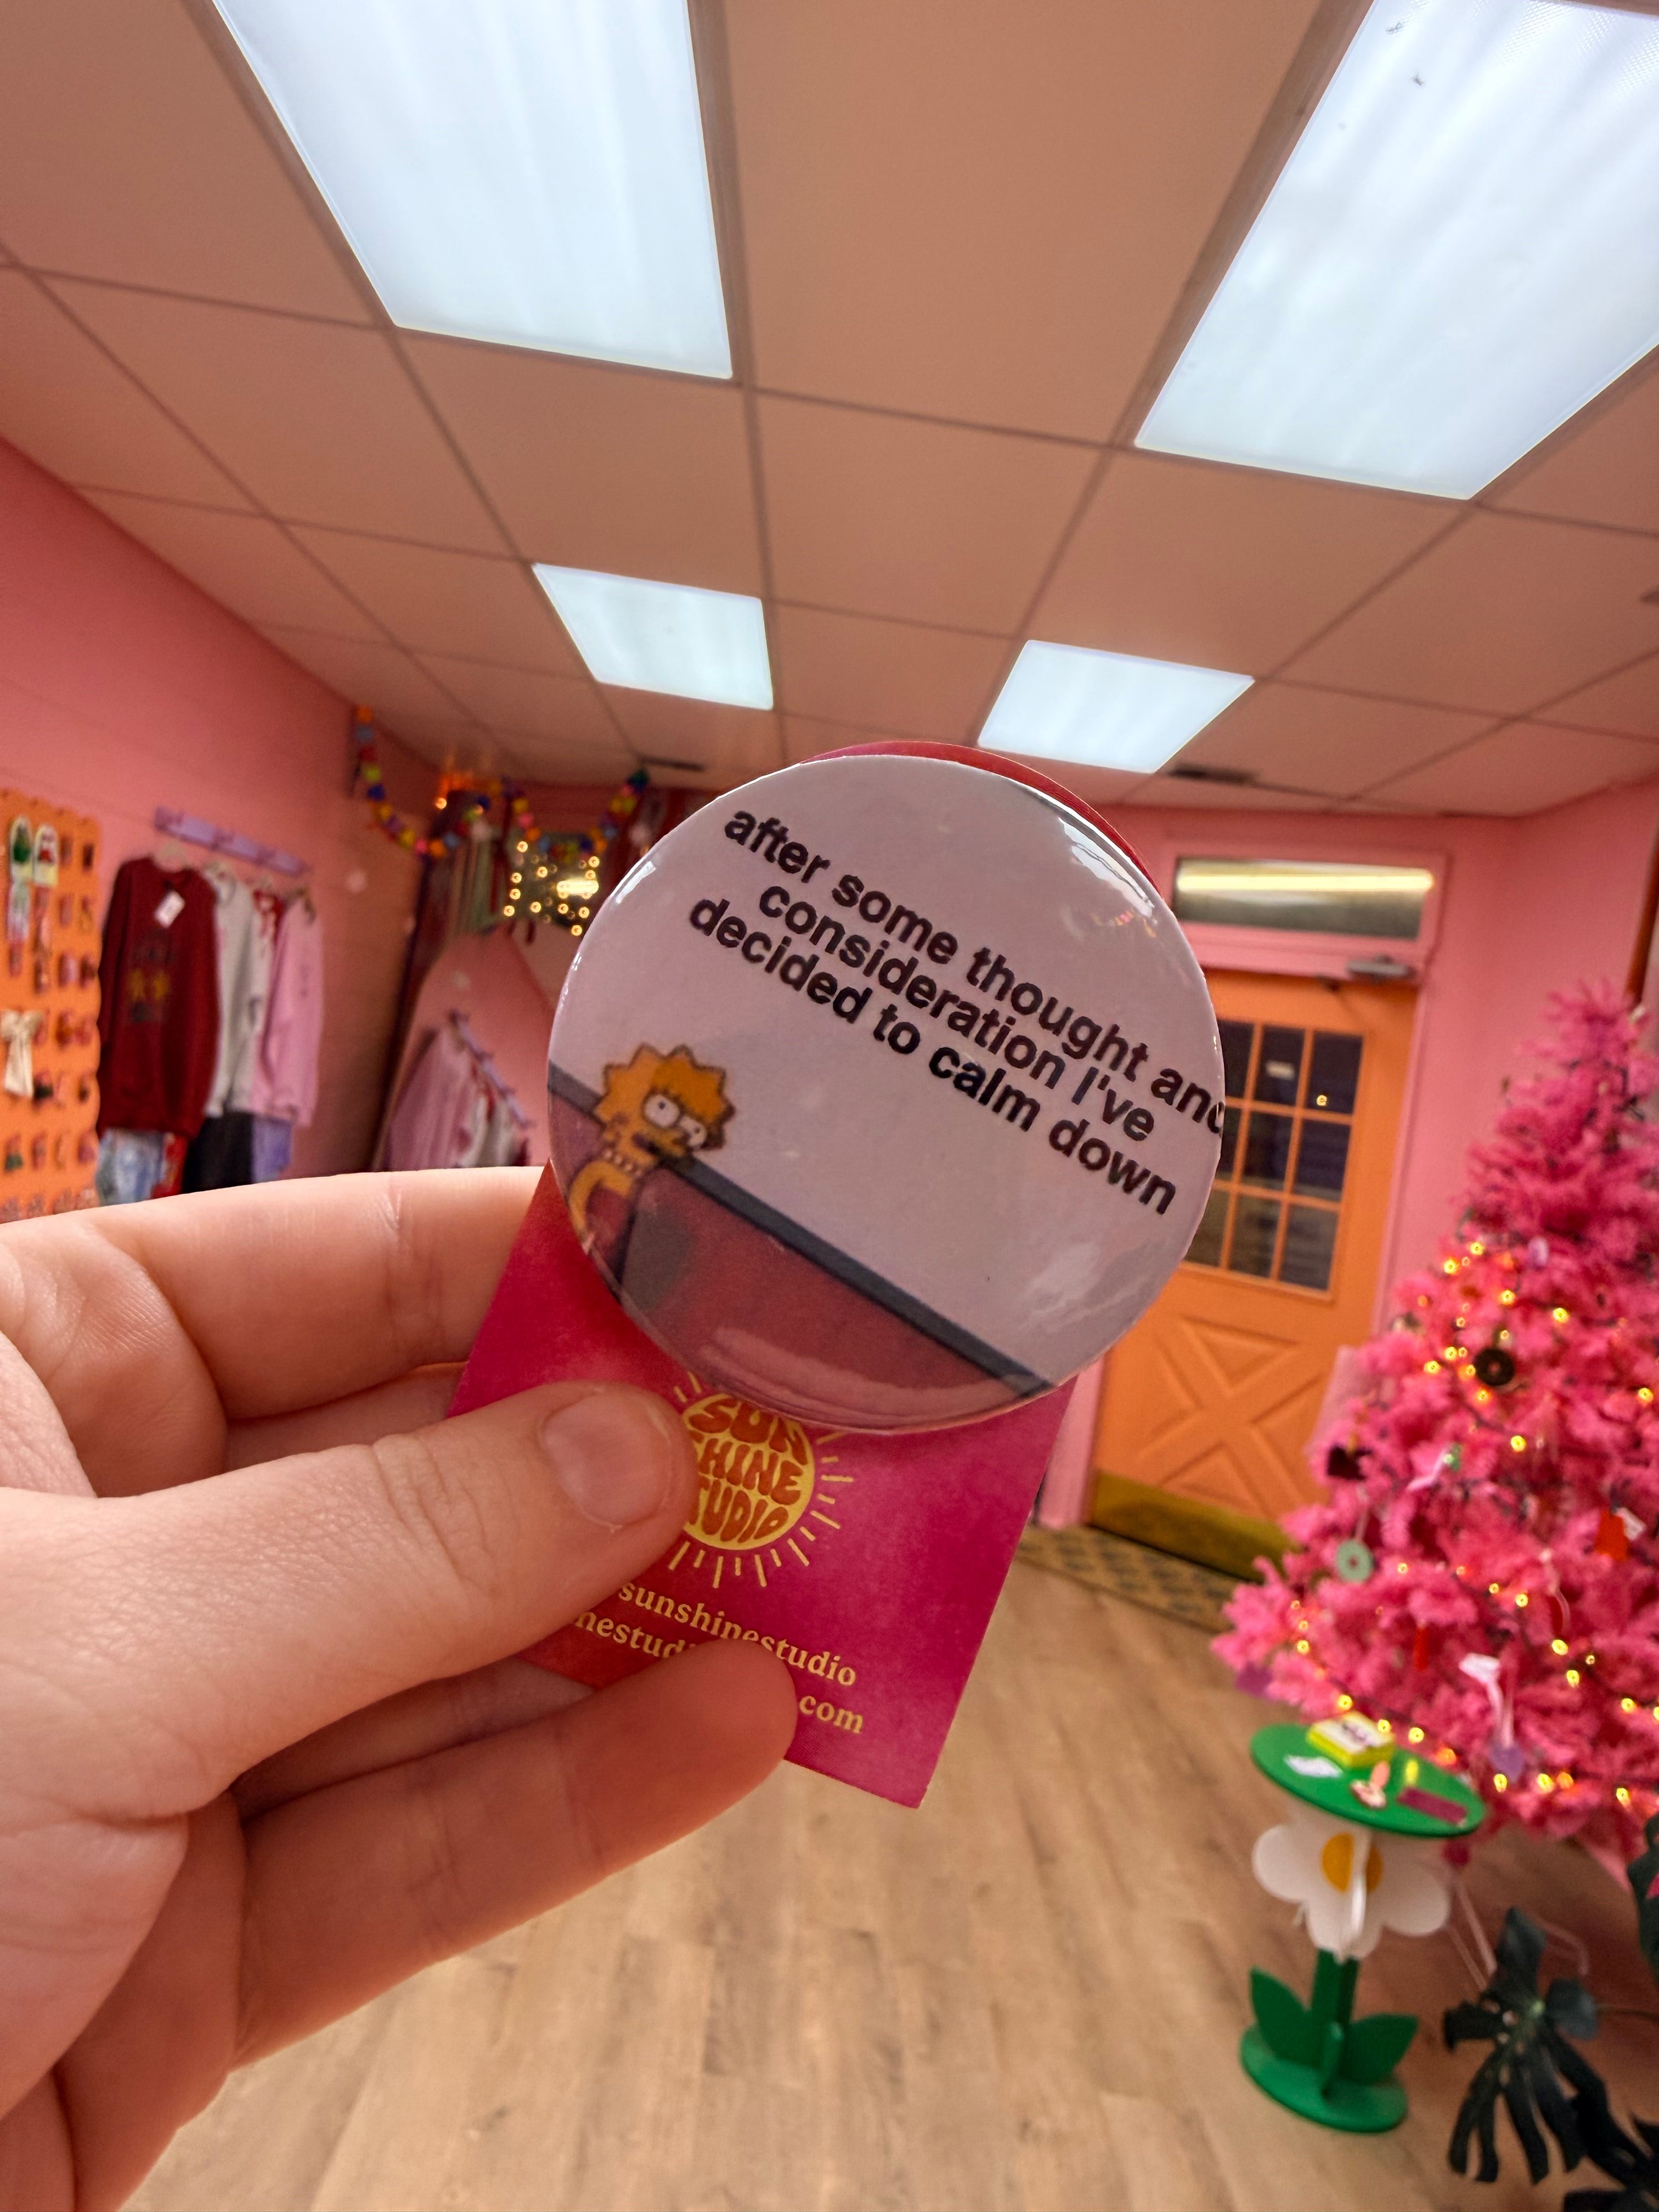 after some thought and
consideration I've
decided to calm down
SUN
SHINE
STUDIO
sunshinestudio
.com